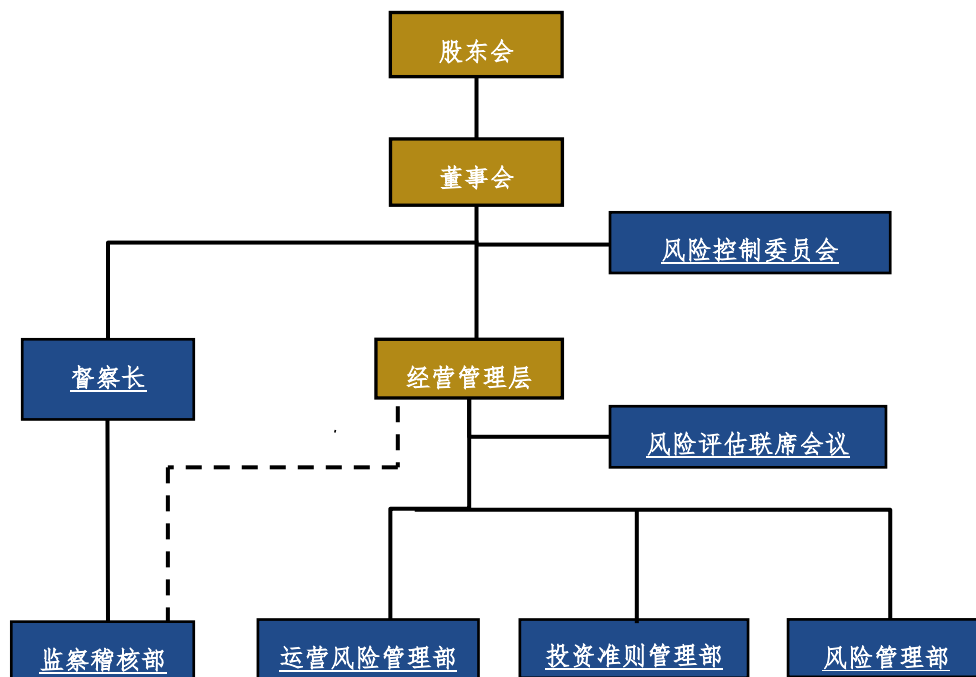 股东会
董事会
风险控制委员会
督察长
经营管理层
风险评估联席会议
监察稽核部
运营风险管理部
投资准则管理部
风险管理部